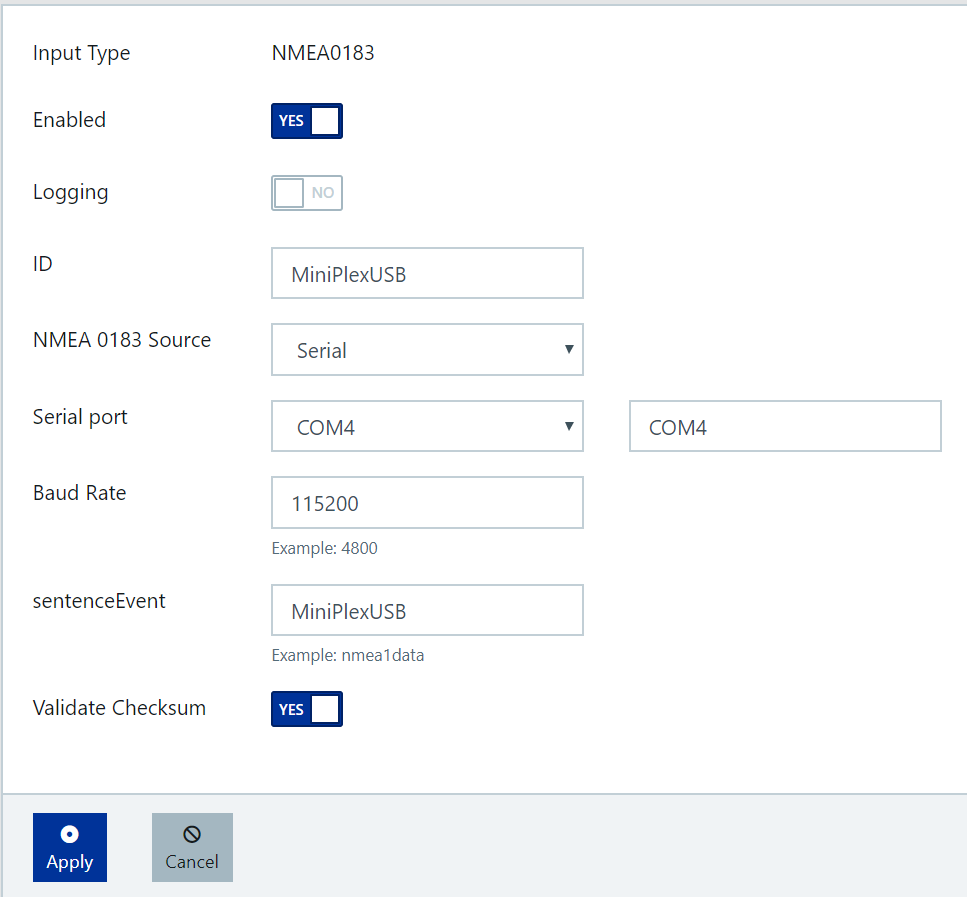 Input Type NMEA0183
Enabled YES
Logging NO
ID MiniPlexUSB
NMEA 0183 Source Serial
Serial port COM4 COM4
Baud Rate 115200
Example: 4800
sentenceEvent MiniPlexUSB
Example: nmea1data
Validate Checksum YES
Apply Cancel